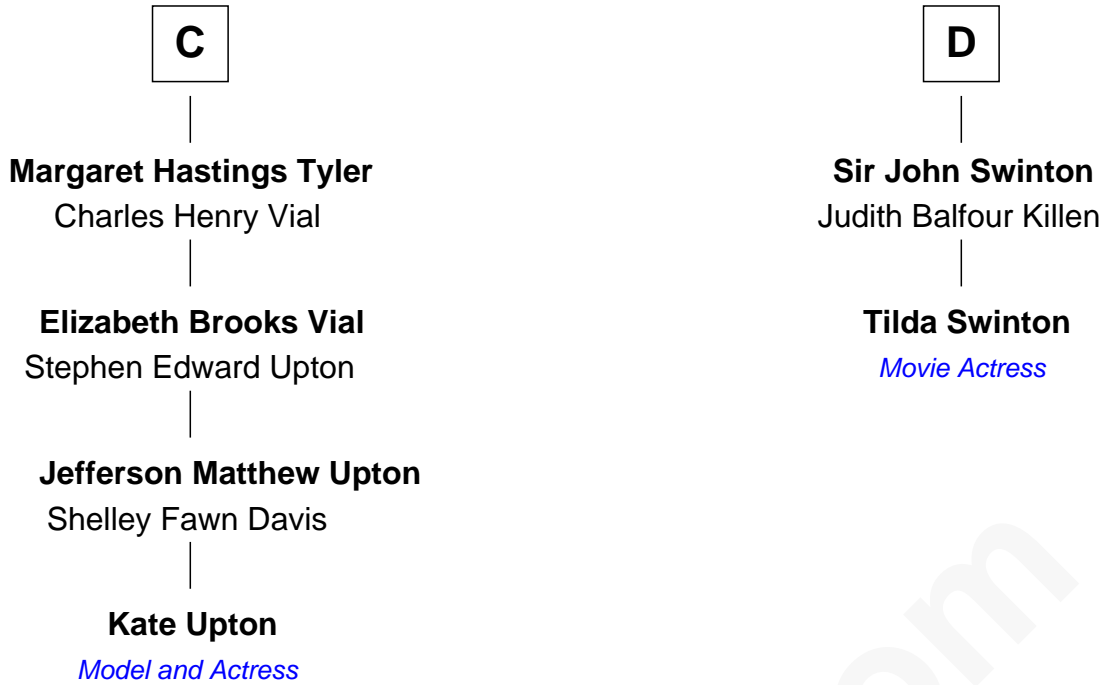 C
Margaret Hastings Tyler
Charles Henry Vial
Elizabeth Brooks Vial
Stephen Edward Upton
Jefferson Matthew Upton
Shelley Fawn Davis
Kate Upton
Model and Actress
D
Sir John Swinton
Judith Balfour Killen
Tilda Swinton
Movie Actress
om